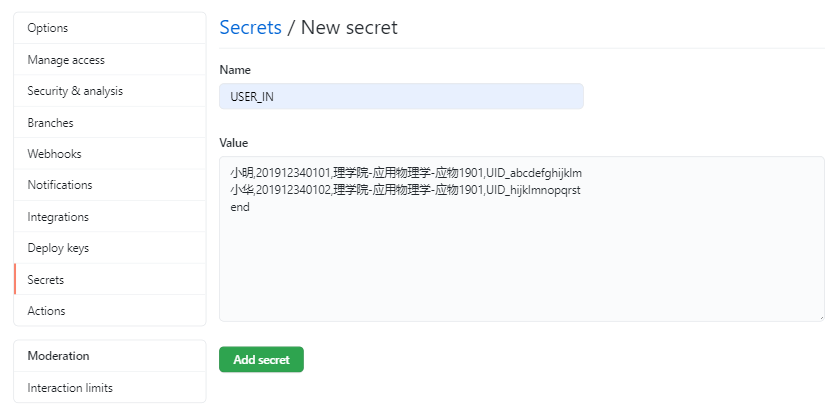 Options
Manage access
Security & analysis
Branches
Webhooks
Notifications
Integrations
Deploy keys
Secrets
Actions
Moderation
Interaction limits
Secrets / New secret
Name
USER_IN
Value
小明,201912340101,理学院-应用物理学-应物1901,UID_abcdefghijklm
小华,201912340102,理学院-应用物理学-应物1901,UID_hijklmnopqrst
end
Add secret